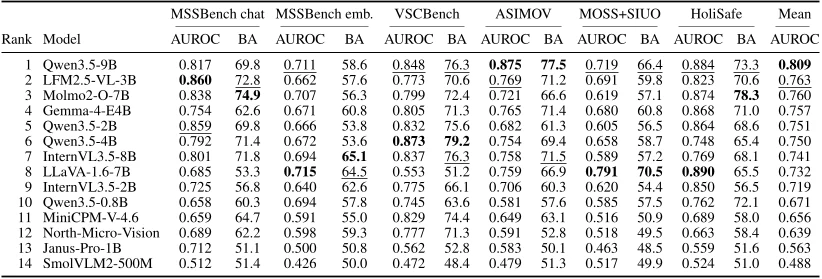 MSSBench chat MSSBench emb. VSCBench ASIMOV MOSS+SIUO HoliSafe Mean
Rank Model AUROC BA AUROC BA AUROC BA AUROC BA AUROC BA AUROC BA AUROC
1 Qwen3.5-9B 0.817 69.8 0.711 58.6 0.848 76.3 0.875 77.5 0.719 66.4 0.884 73.3 0.809
2 LFM2.5-VL-3B 0.860 72.8 0.662 57.6 0.773 70.6 0.769 71.2 0.691 59.8 0.823 70.6 0.763
3 Molmo2-O-7B 0.838 74.9 0.707 56.3 0.799 72.4 0.721 66.6 0.619 57.1 0.874 78.3 0.760
4 Gemma-4-E4B 0.754 62.6 0.671 60.8 0.805 71.3 0.765 71.4 0.680 60.8 0.868 71.0 0.757
5 Qwen3.5-2B 0.859 69.8 0.666 53.8 0.832 75.6 0.682 61.3 0.605 56.5 0.864 68.6 0.751
6 Qwen3.5-4B 0.792 71.4 0.672 53.6 0.873 79.2 0.754 69.4 0.658 58.7 0.748 65.4 0.750
7 InternVL3.5-8B 0.801 71.8 0.694 65.1 0.837 76.3 0.758 71.5 0.589 57.2 0.769 68.1 0.741
8 LLaVA-1.6-7B 0.685 53.3 0.715 64.5 0.553 51.2 0.759 66.9 0.791 70.5 0.890 65.5 0.732
9 InternVL3.5-2B 0.725 56.8 0.640 62.6 0.775 66.1 0.706 60.3 0.620 54.4 0.850 56.5 0.719
10 Qwen3.5-0.8B 0.658 60.3 0.694 57.8 0.745 63.6 0.581 57.6 0.585 57.5 0.762 72.1 0.671
11 MiniCPM-V-4.6 0.659 64.7 0.591 55.0 0.829 74.4 0.649 63.1 0.516 50.9 0.689 58.0 0.656
12 North-Micro-Vision 0.689 62.2 0.598 59.3 0.777 71.3 0.591 52.8 0.518 49.5 0.663 58.4 0.639
13 Janus-Pro-1B 0.712 51.1 0.500 50.8 0.562 52.8 0.583 50.1 0.463 48.5 0.559 51.6 0.563
14 SmolVLM2-500M 0.512 51.4 0.426 50.0 0.472 48.4 0.479 51.3 0.517 49.9 0.524 51.0 0.488